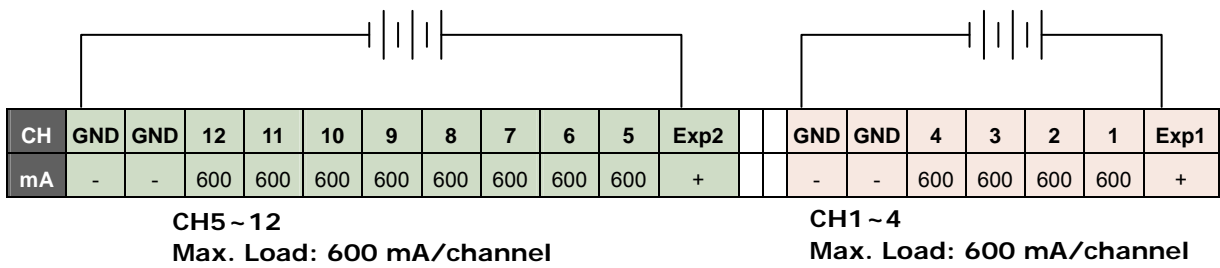 CH GND GND 12 11 10 9 8 7 6 5 Exp2 GND GND 4 3 2 1 Exp1
mA - - 600 600 600 600 600 600 600 600 + - - 600 600 600 600 +
CH5~12
Max. Load: 600 mA/channel
CH1~4
Max. Load: 600 mA/channel